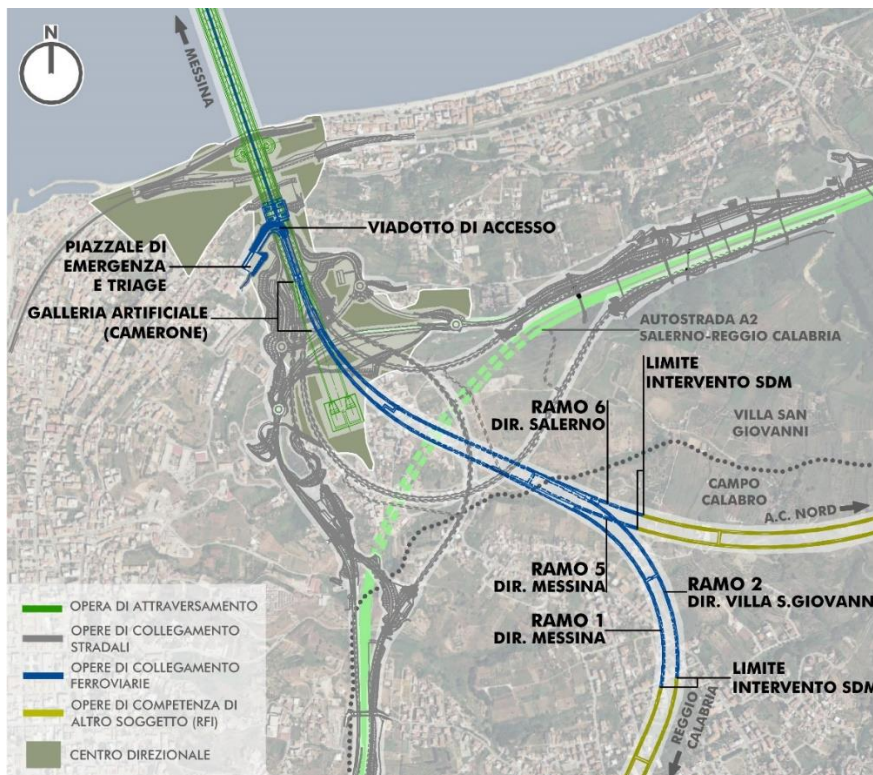 N
MESSINA
VIADOTTO DI ACCESSO
PIAZZALE DI
EMERGENZA
E TRIAGE
GALLERIA ARTIFICIALE
(CAMERONE)
AUTOSTRADA A2
SALERNO-REGGIO CALABRIA
LIMITE
INTERVENTO SDM
RAMO 6
DIR. SALERNO
VILLA SAN
GIOVANNI
CAMPO
CALABRO
A.C. NORD
RAMO 5
DIR. MESSINA
RAMO 2
DIR. VILLA S.GIOVANN
RAMO 1
DIR. MESSINA
LIMITE
INTERVENTO SDM
REGGIO
CALABRIA
OPERA DI ATTRAVERSAMENTO
OPERE DI COLLEGAMENTO
STRADALI
OPERE DI COLLEGAMENTO
FERROVIARIE
OPERE DI COMPETENZA DI
ALTRO SOGGETTO (RFI)
CENTRO DIREZIONALE